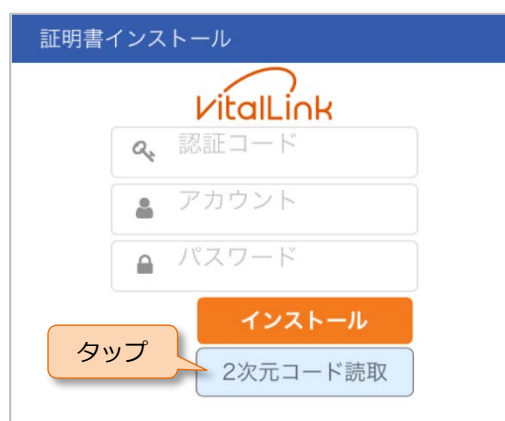 証明書インストール
VitalLink
認証コード
アカウント
パスワード
インストール
タップ
2次元コード読取